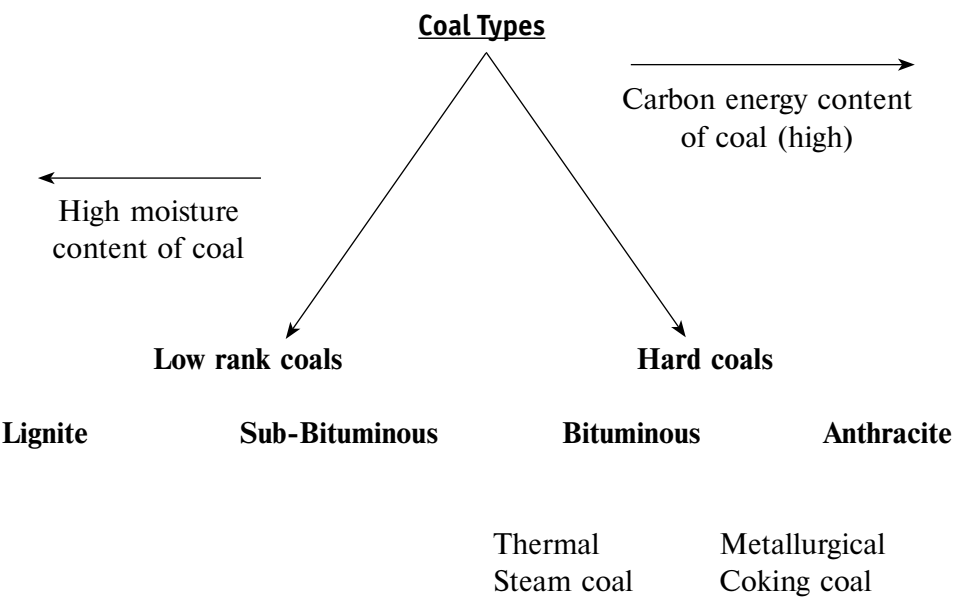 Coal Types
Carbon energy content
of coal (high)
High moisture
content of coal
Low rank coals
Hard coals
Lignite
Sub-Bituminous
Bituminous
Anthracite
Thermal
Steam coal
Metallurgical
Coking coal